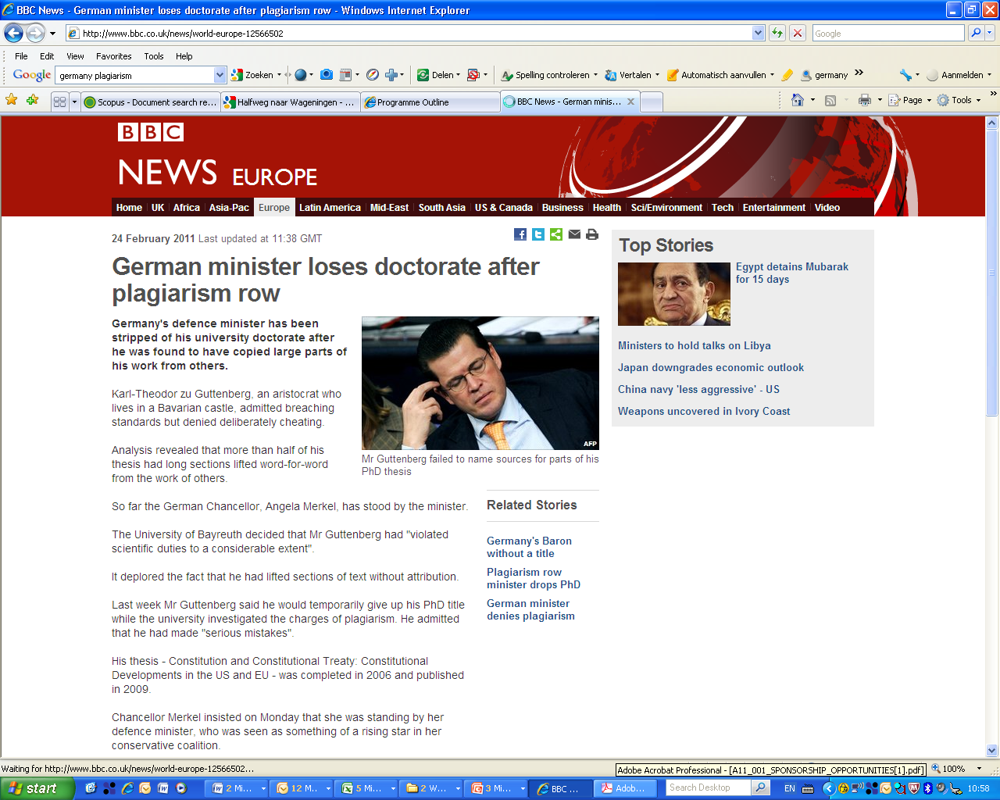 BBC News - German minister loses doctorate after plagiarism row - Windows Internet Explorer
http://www.bbc.co.uk/news/world-europe-12566502
Google
File Edit View Favorites Tools Help
Google germany plagiarism Zoeken Delen Spelling controleren Vertalen Automatisch aanvullen germany Aanmelden
Scopus - Document search re... Halfweg naar Wageningen - ... Programme Outline BBC News - German minis... Page Tools
BBC
NEWS EUROPE
Home UK Africa Asia-Pac Europe Latin America Mid-East South Asia US & Canada Business Health Sci/Environment Tech Entertainment Video
24 February 2011 Last updated at 11:38 GMT
German minister loses doctorate after
plagiarism row
Germany's defence minister has been
stripped of his university doctorate after
he was found to have copied large parts of
his work from others.
Karl-Theodor zu Guttenberg, an aristocrat who
lives in a Bavarian castle, admitted breaching
standards but denied deliberately cheating.
Analysis revealed that more than half of his
thesis had long sections lifted word-for-word
from the work of others.
AFP
Mr Guttenberg failed to name sources for parts of his
PhD thesis
So far the German Chancellor, Angela Merkel, has stood by the minister.
The University of Bayreuth decided that Mr Guttenberg had "violated
scientific duties to a considerable extent".
It deplored the fact that he had lifted sections of text without attribution.
Last week Mr Guttenberg said he would temporarily give up his PhD title
while the university investigated the charges of plagiarism. He admitted
that he had made "serious mistakes".
His thesis - Constitution and Constitutional Treaty: Constitutional
Developments in the US and EU - was completed in 2006 and published
in 2009.
Chancellor Merkel insisted on Monday that she was standing by her
defence minister, who was seen as something of a rising star in her
conservative coalition.
Related Stories
Germany's Baron
without a title
Plagiarism row
minister drops PhD
German minister
denies plagiarism
Top Stories
Egypt detains Mubarak
for 15 days
Ministers to hold talks on Libya
Japan downgrades economic outlook
China navy 'less aggressive' - US
Weapons uncovered in Ivory Coast
Waiting for http://www.bbc.co.uk/news/world-europe-12566502...
Adobe Acrobat Professional - [A11_001_SPONSORSHIP_OPPORTUNITIES[1].pdf]
100%
start 2 Mi... 12 M... 5 Mi... 2 W... 3 Mi... BBC ... Adob... Search Desktop EN 10:58